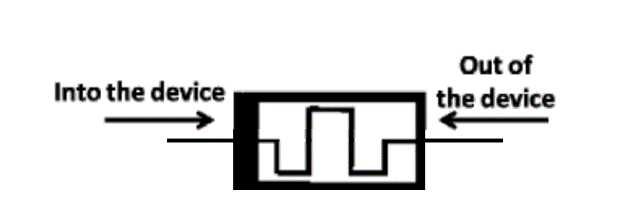 Into the device
Out of
the device